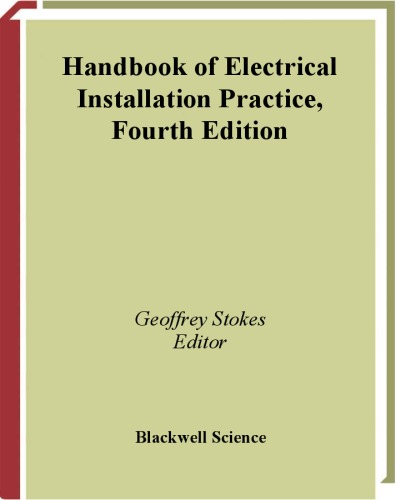 Handbook of Electrical
Installation Practice,
Fourth Edition
Geoffrey Stokes
Editor
Blackwell Science